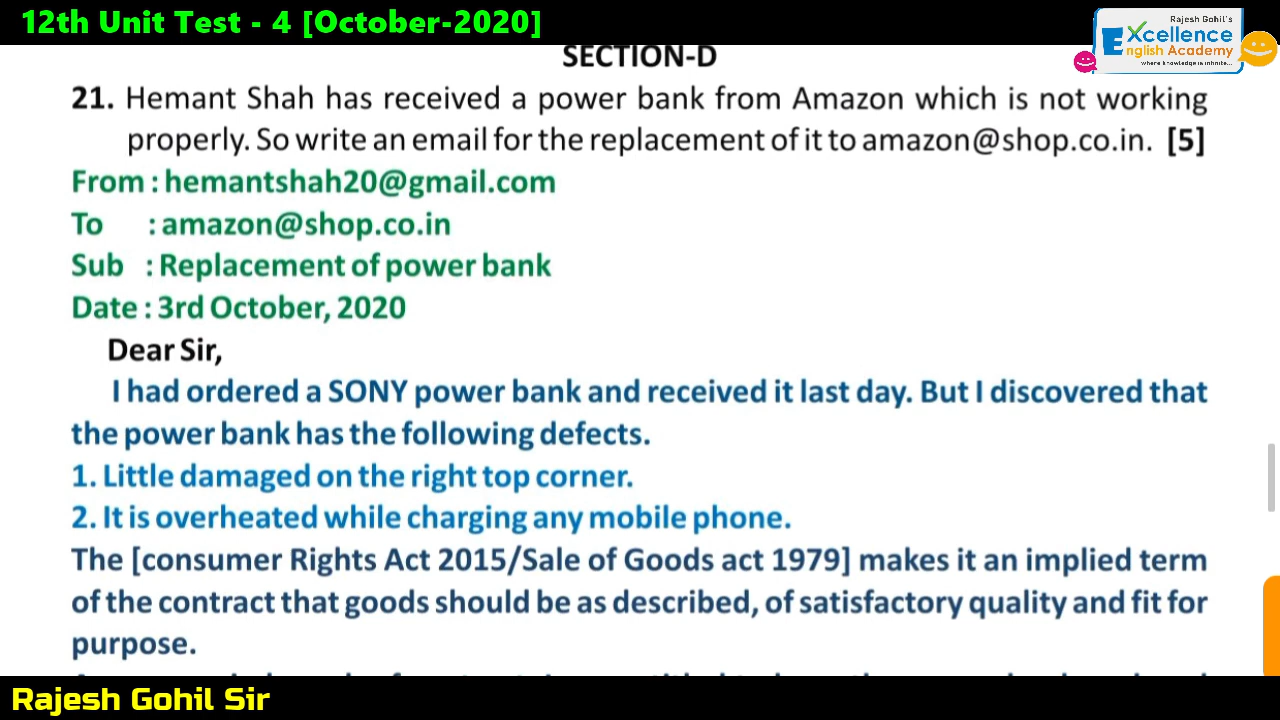 12th Unit Test - 4 [October-2020]
Rajesh Gohil's
Excellence
English Academy
where knowledge is infinite...
SECTION-D
21. Hemant Shah has received a power bank from Amazon which is not working
properly. So write an email for the replacement of it to amazon@shop.co.in. [5]
From : hemantshah20@gmail.com
To : amazon@shop.co.in
Sub : Replacement of power bank
Date : 3rd October, 2020
Dear Sir,
I had ordered a SONY power bank and received it last day. But I discovered that
the power bank has the following defects.
1. Little damaged on the right top corner.
2. It is overheated while charging any mobile phone.
The [consumer Rights Act 2015/Sale of Goods act 1979] makes it an implied term
of the contract that goods should be as described, of satisfactory quality and fit for
purpose.
Rajesh Gohil Sir